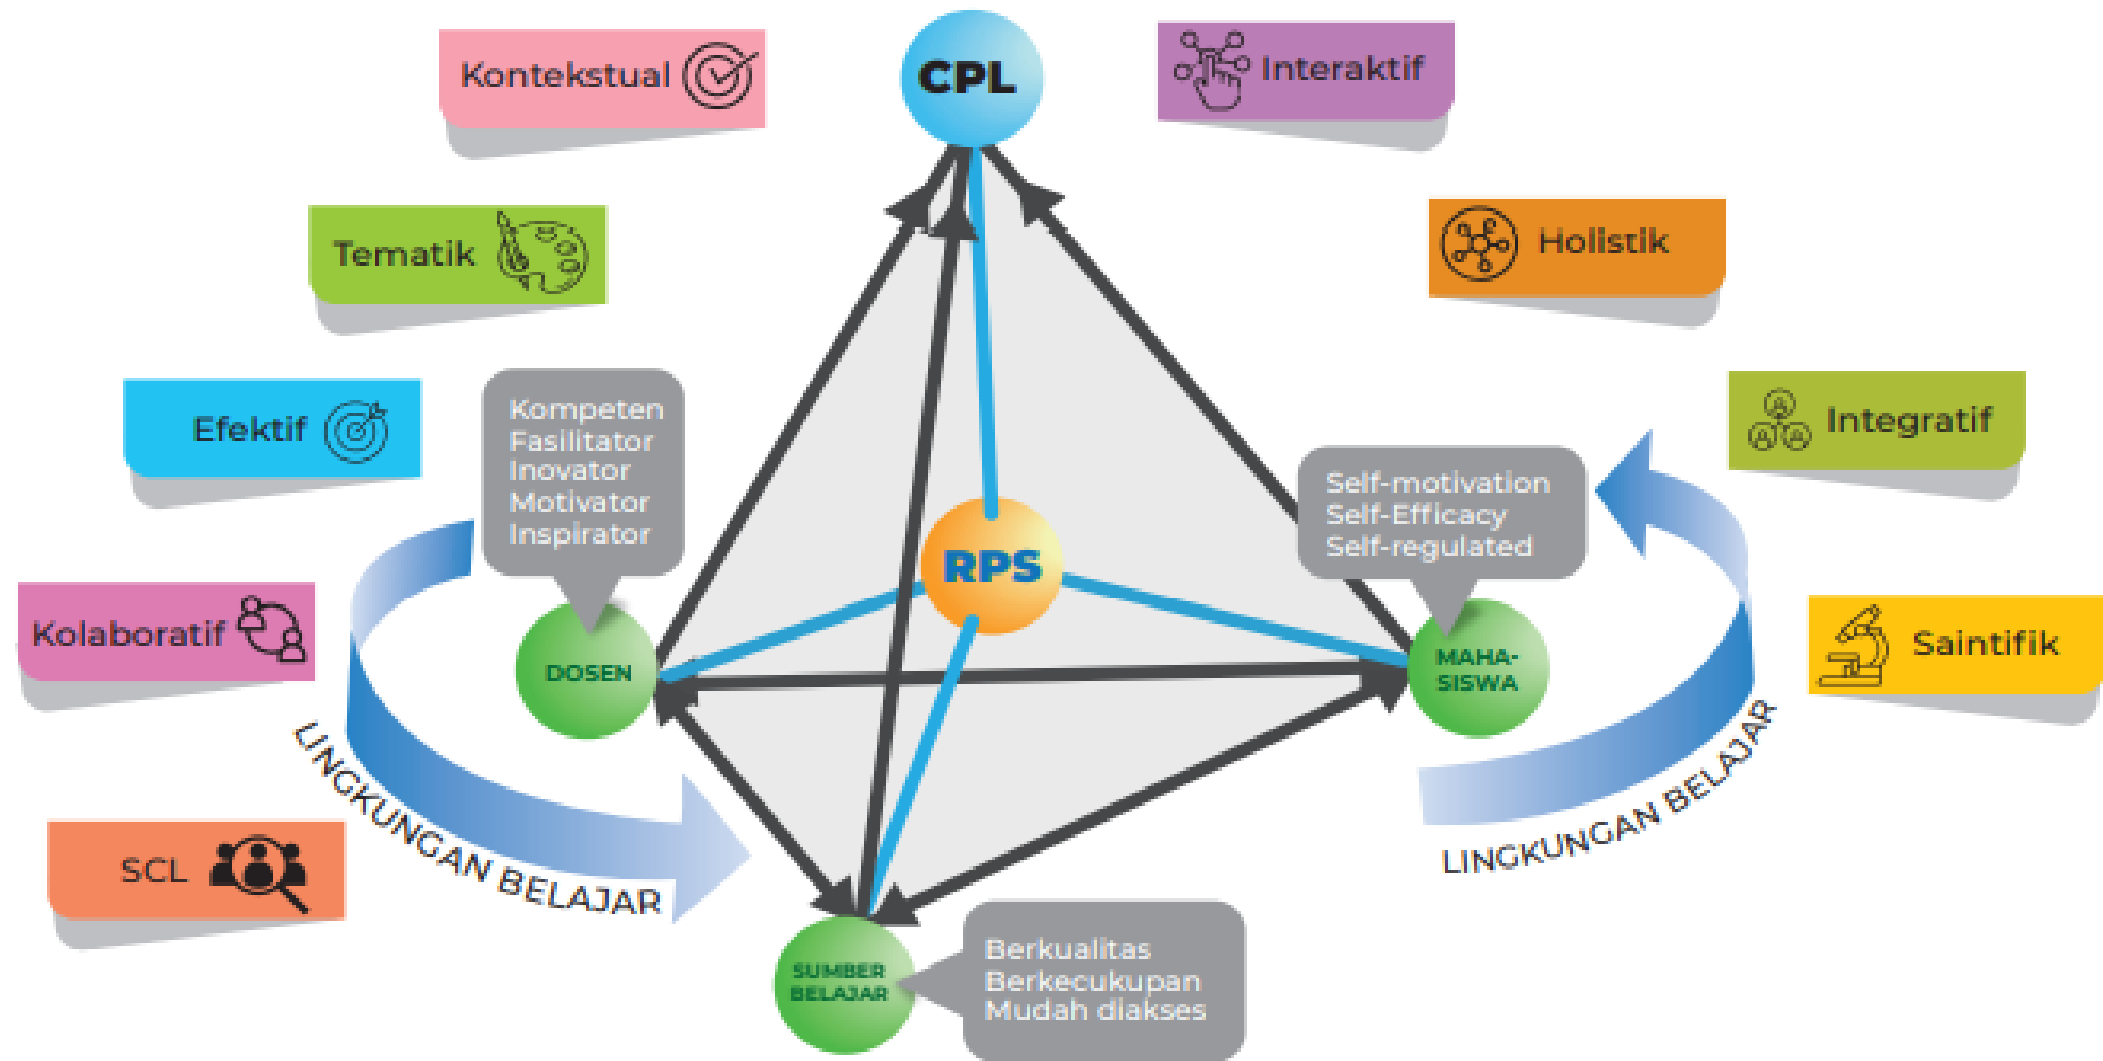 Kontekstual
CPL
Interaktif
Tematik
Holistik
Efektif
Kompeten
Fasilitator
Inovator
Motivator
Inspirator
Self-motivation
Self-Efficacy
Self-regulated
Integratif
RPS
Kolaboratif
DOSEN
MAHA-
SISWA
Saintifik
LINGKUNGAN BELAJAR
LINGKUNGAN BELAJAR
SCL
SUMBER
BELAJAR
Berkualitas
Berkecukupan
Mudah diakses